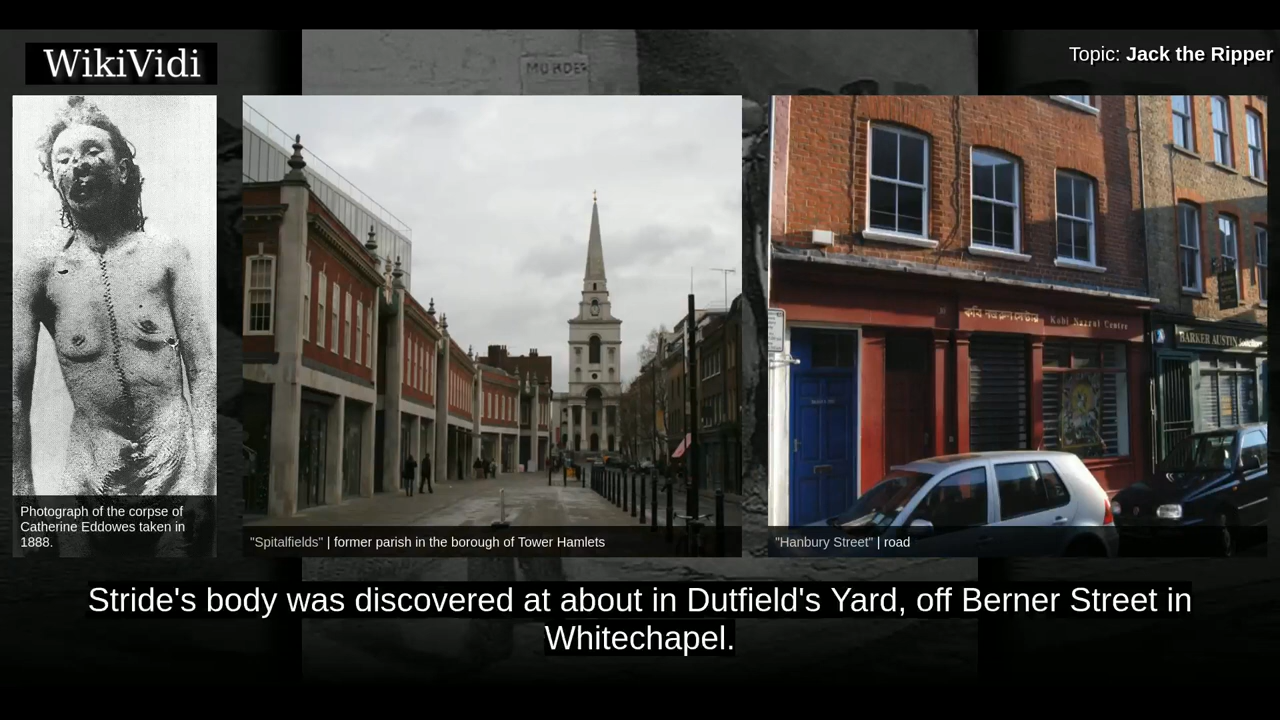 WikiVidi
Topic: Jack the Ripper
MURDER
কবি নজরুল সেন্টার Kobi Nazrul Centre
BARKER AUSTIN
Photograph of the corpse of
Catherine Eddowes taken in
1888.
"Spitalfields" | former parish in the borough of Tower Hamlets
"Hanbury Street" | road
Stride's body was discovered at about in Dutfield's Yard, off Berner Street in
Whitechapel.